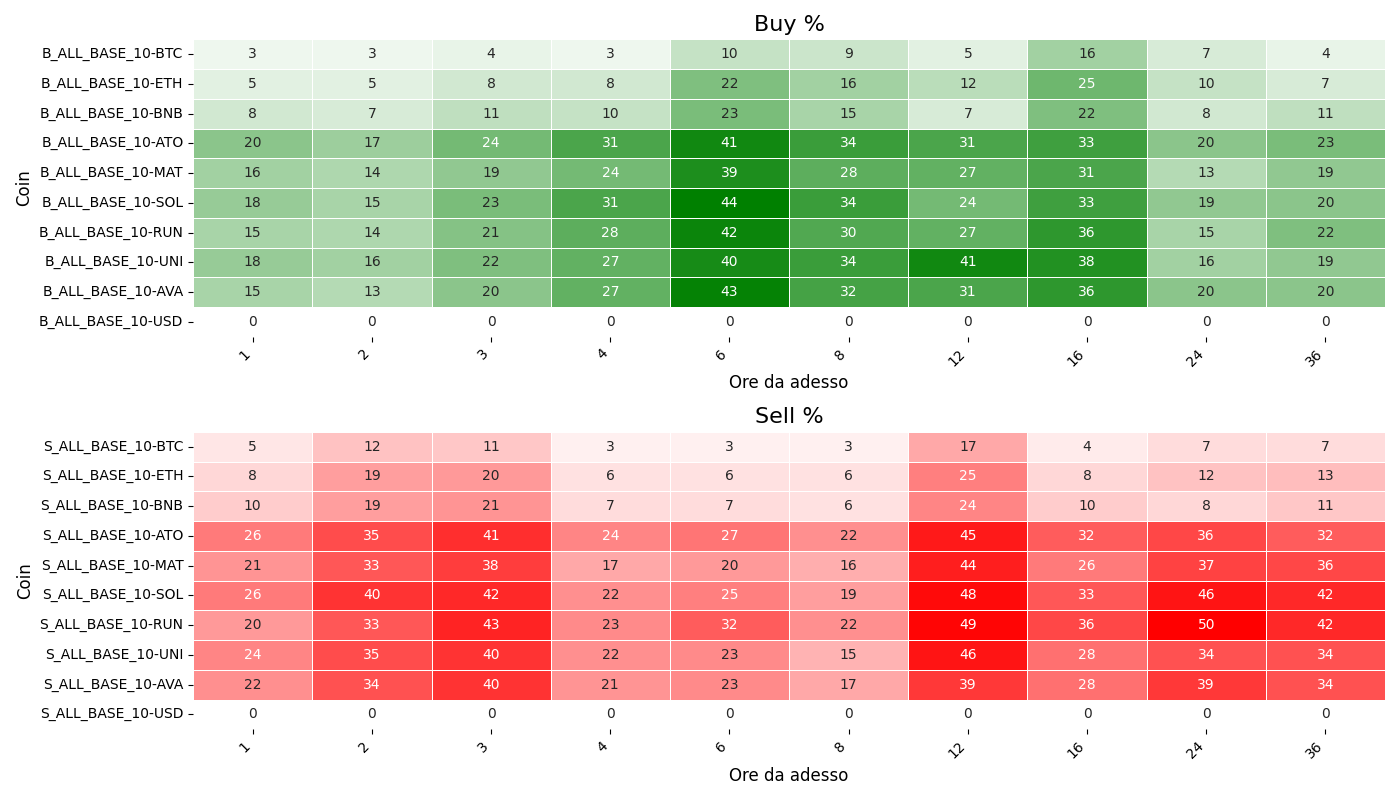 Buy %
Coin
B_ALL_BASE_10-BTC 3 3 4 3 10 9 5 16 7 4
B_ALL_BASE_10-ETH 5 5 8 8 22 16 12 25 10 7
B_ALL_BASE_10-BNB 8 7 11 10 23 15 7 22 8 11
B_ALL_BASE_10-ATO 20 17 24 31 41 34 31 33 20 23
B_ALL_BASE_10-MAT 16 14 19 24 39 28 27 31 13 19
B_ALL_BASE_10-SOL 18 15 23 31 44 34 24 33 19 20
B_ALL_BASE_10-RUN 15 14 21 28 42 30 27 36 15 22
B_ALL_BASE_10-UNI 18 16 22 27 40 34 41 38 16 19
B_ALL_BASE_10-AVA 15 13 20 27 43 32 31 36 20 20
B_ALL_BASE_10-USD 0 0 0 0 0 0 0 0 0 0
1 2 3 4 6 8 12 16 24 36
Ore da adesso
Sell %
Coin
S_ALL_BASE_10-BTC 5 12 11 3 3 3 17 4 7 7
S_ALL_BASE_10-ETH 8 19 20 6 6 6 25 8 12 13
S_ALL_BASE_10-BNB 10 19 21 7 7 6 24 10 8 11
S_ALL_BASE_10-ATO 26 35 41 24 27 22 45 32 36 32
S_ALL_BASE_10-MAT 21 33 38 17 20 16 44 26 37 36
S_ALL_BASE_10-SOL 26 40 42 22 25 19 48 33 46 42
S_ALL_BASE_10-RUN 20 33 43 23 32 22 49 36 50 42
S_ALL_BASE_10-UNI 24 35 40 22 23 15 46 28 34 34
S_ALL_BASE_10-AVA 22 34 40 21 23 17 39 28 39 34
S_ALL_BASE_10-USD 0 0 0 0 0 0 0 0 0 0
1 2 3 4 6 8 12 16 24 36
Ore da adesso